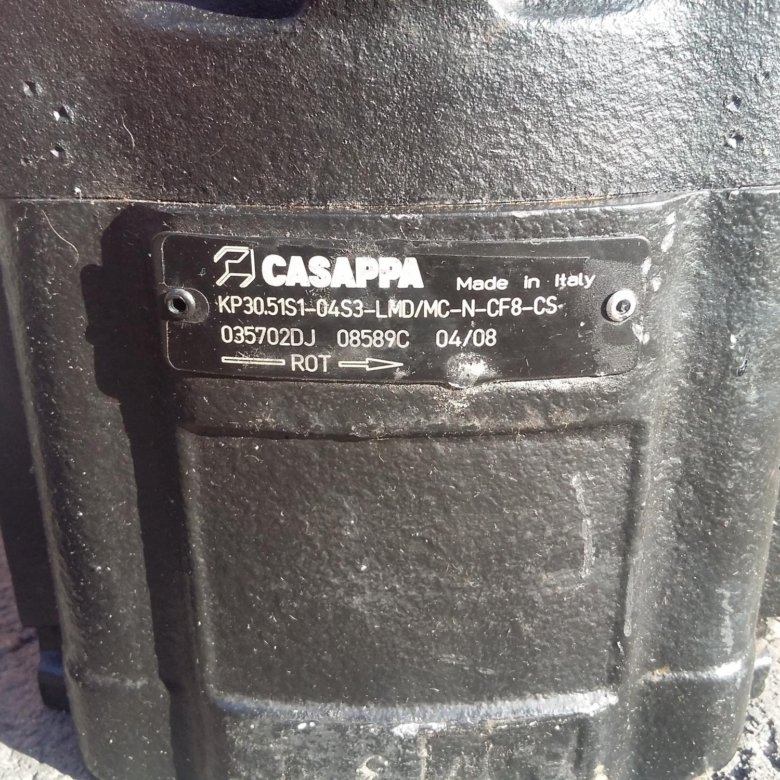 CASAPPA Made in Italy
KP30.51S1-04S3-LMD/MC-N-CF8-CS-
035702DJ 08589C 04/08
ROT